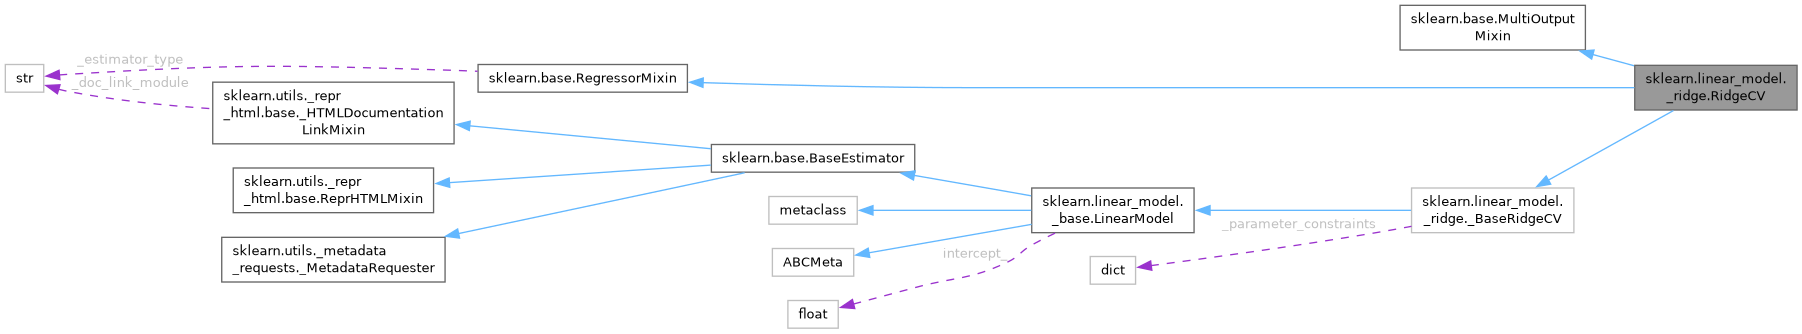 sklearn.base.MultiOutput
Mixin
_estimator_type
str
sklearn.base.RegressorMixin
sklearn.linear_model.
_ridge.RidgeCV
_doc_link_module
sklearn.utils._repr
_html.base._HTMLDocumentation
LinkMixin
sklearn.base.BaseEstimator
sklearn.utils._repr
_html.base.ReprHTMLMixin
metaclass
sklearn.linear_model.
_base.LinearModel
sklearn.linear_model.
_ridge._BaseRidgeCV
_parameter_constraints
sklearn.utils._metadata
_requests._MetadataRequester
ABCMeta
intercept_
dict
float